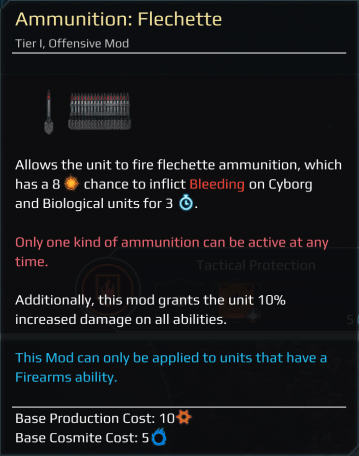 Ammunition: Flechette
Tier I, Offensive Mod
Allows the unit to fire flechette ammunition, which
has a 8 chance to inflict Bleeding on Cyborg
and Biological units for 3 .
Only one kind of ammunition can be active at any
time.
Tactical Protection
Additionally, this mod grants the unit 10%
increased damage on all abilities.
5
This Mod can only be applied to units that have a
Firearms ability.
Base Production Cost: 10
Base Cosmite Cost: 5